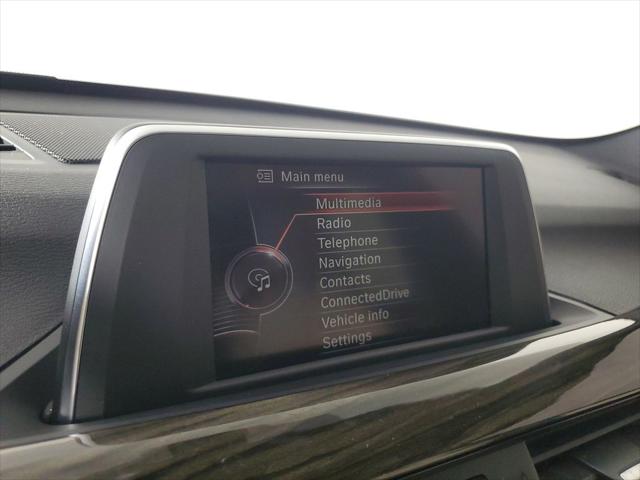 Main menu
Multimedia
Radio
Telephone
Navigation
Contacts
ConnectedDrive
Vehicle info
Settings